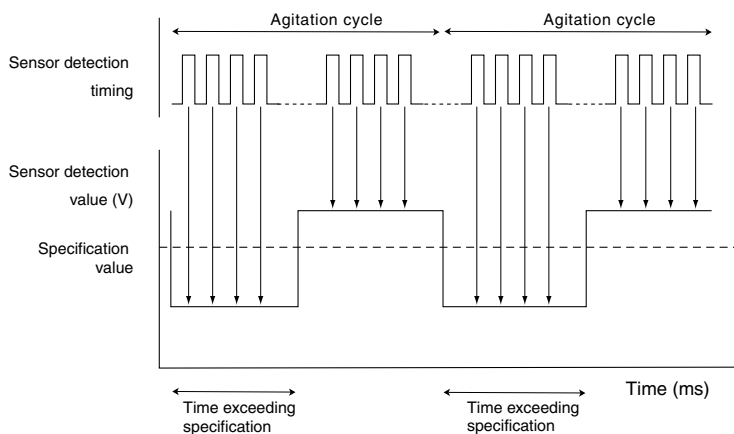 Agitation cycle
Agitation cycle
Sensor detection
timing
Sensor detection
value (V)
Specification
value
Time (ms)
Time exceeding
specification
Time exceeding
specification